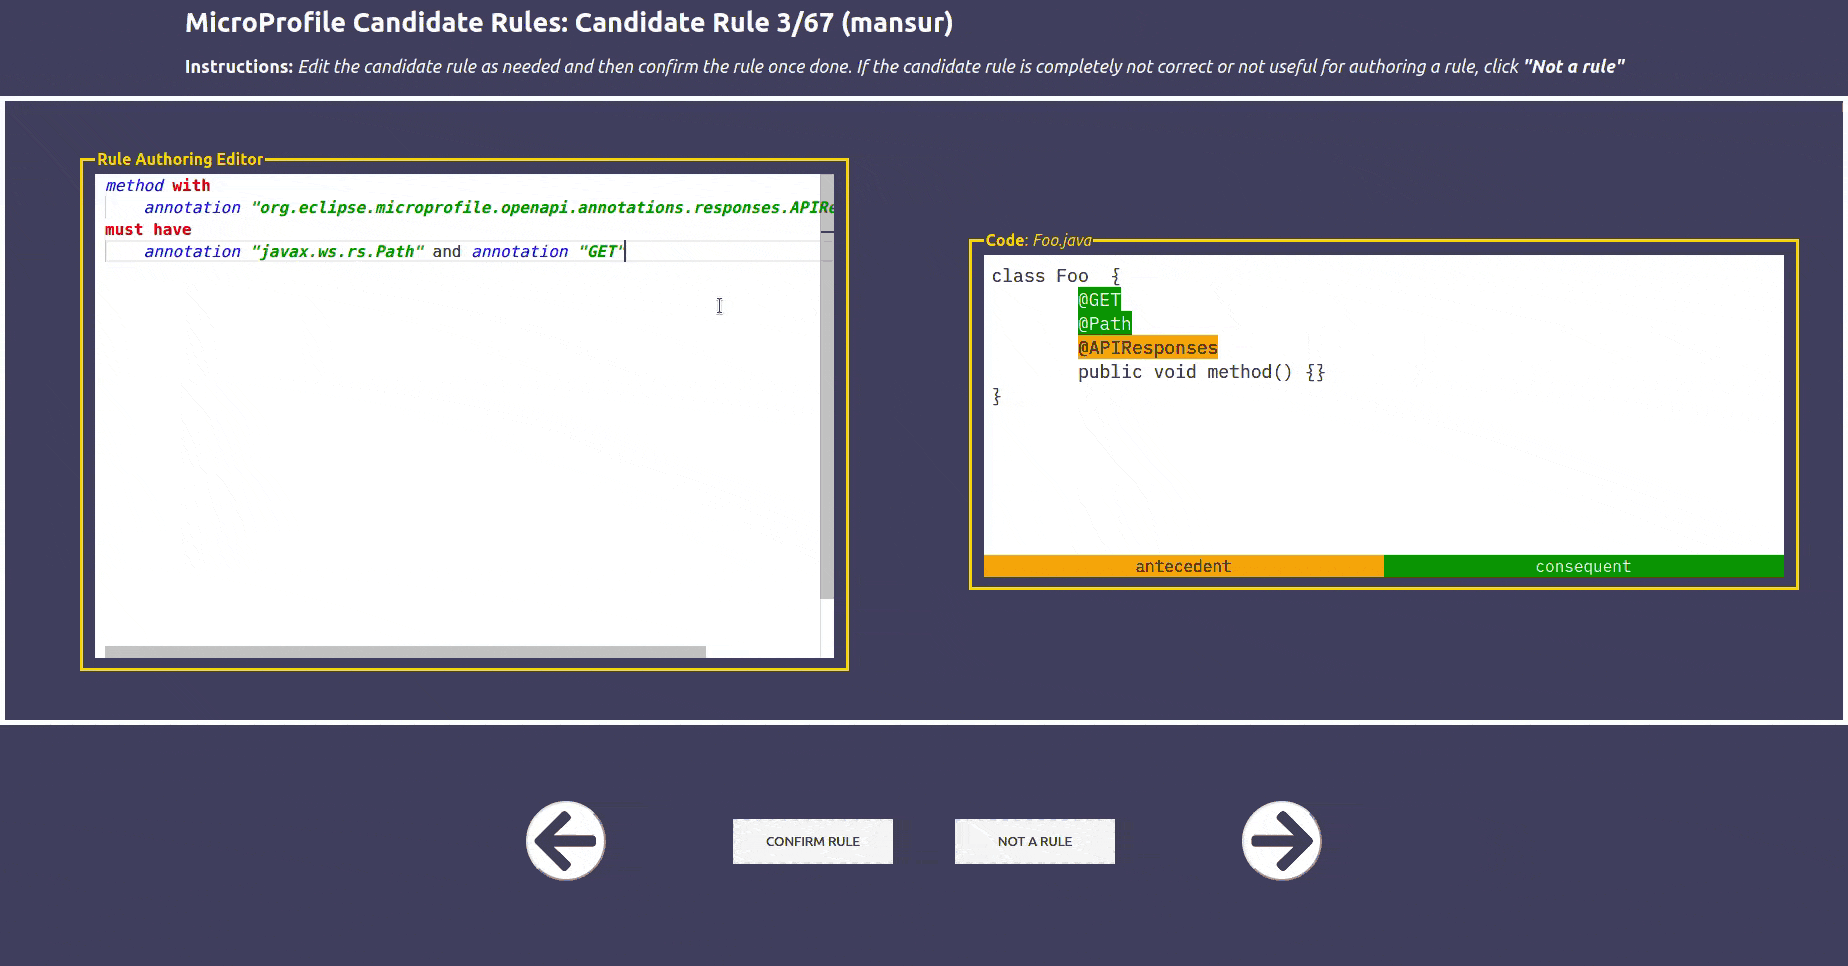 MicroProfile Candidate Rules: Candidate Rule 3/67 (mansur)
Instructions: Edit the candidate rule as needed and then confirm the rule once done. If the candidate rule is completely not correct or not useful for authoring a rule, click "Not a rule"
Rule Authoring Editor
method with
annotation "org.eclipse.microprofile.openapi.annotations.responses.APIRe
must have
annotation "javax.ws.rs.Path" and annotation "GET"
Code: Foo.java
class Foo {
@GET
@Path
@APIResponses
public void method() {}
}
antecedent consequent
CONFIRM RULE NOT A RULE